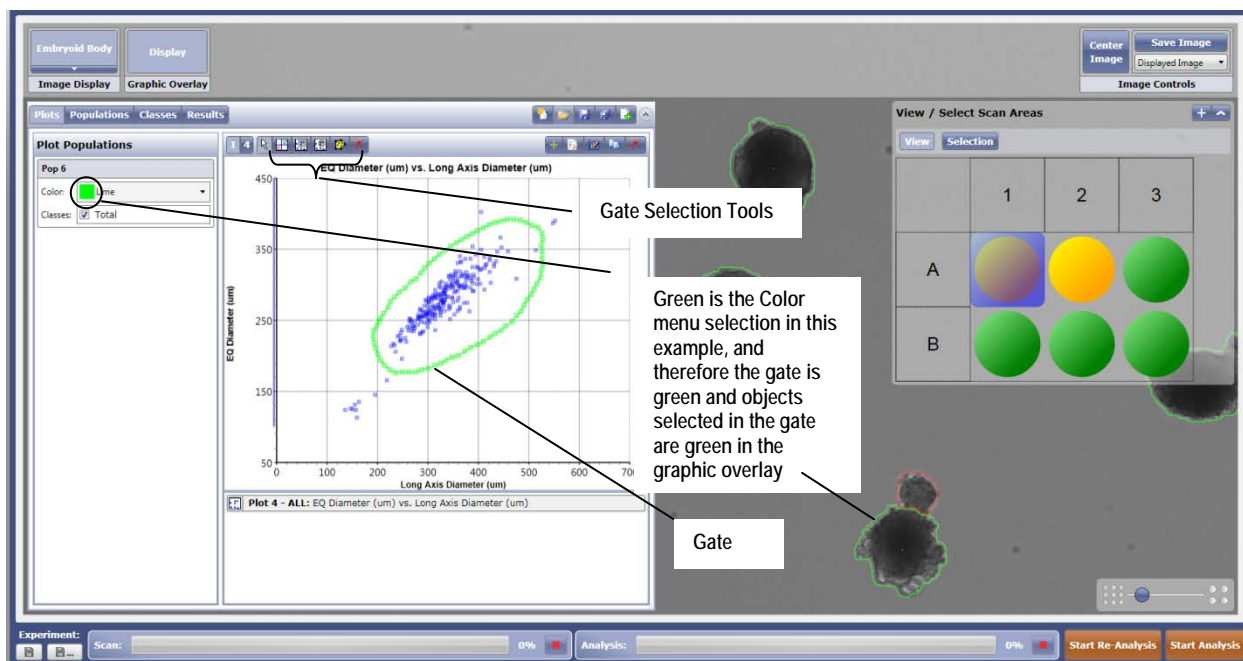 Embryoid Body
Display
Image Display
Graphic Overlay
Center Image
Save Image
Displayed Image
Image Controls
Plots Populations Classes Results
Plot Populations
Pop 6
Color: Lime
Classes: Total
1 4
EQ Diameter (um) vs. Long Axis Diameter (um)
450
350
250
150
50
EQ Diameter (um)
0 100 200 300 400 500 600 700
Long Axis Diameter (um)
Plot 4 - ALL: EQ Diameter (um) vs. Long Axis Diameter (um)
Gate Selection Tools
Green is the Color
menu selection in this
example, and
therefore the gate is
green and objects
selected in the gate
are green in the
graphic overlay
Gate
View / Select Scan Areas
View Selection
1 2 3
A
B
Experiment:
Scan: 0%
Analysis: 0%
Start Re-Analysis
Start Analysis